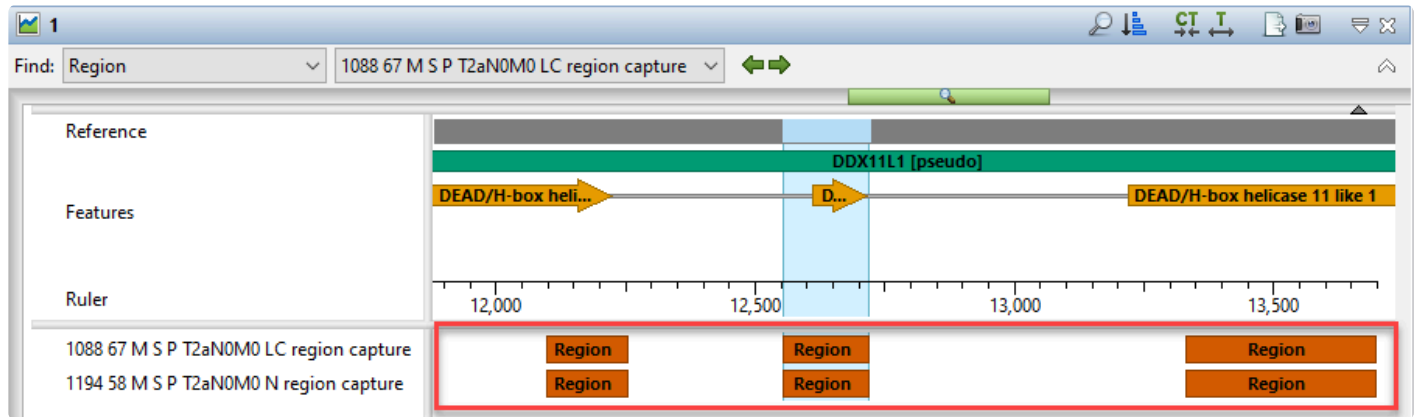 1
CT T
Find: Region 1088 67 M S P T2aN0M0 LC region capture
Reference
DDX11L1 [pseudo]
DEAD/H-box heli... D... DEAD/H-box helicase 11 like 1
Features
Ruler
12,000 12,500 13,000 13,500
1088 67 M S P T2aN0M0 LC region capture Region Region Region
1194 58 M S P T2aN0M0 N region capture Region Region Region